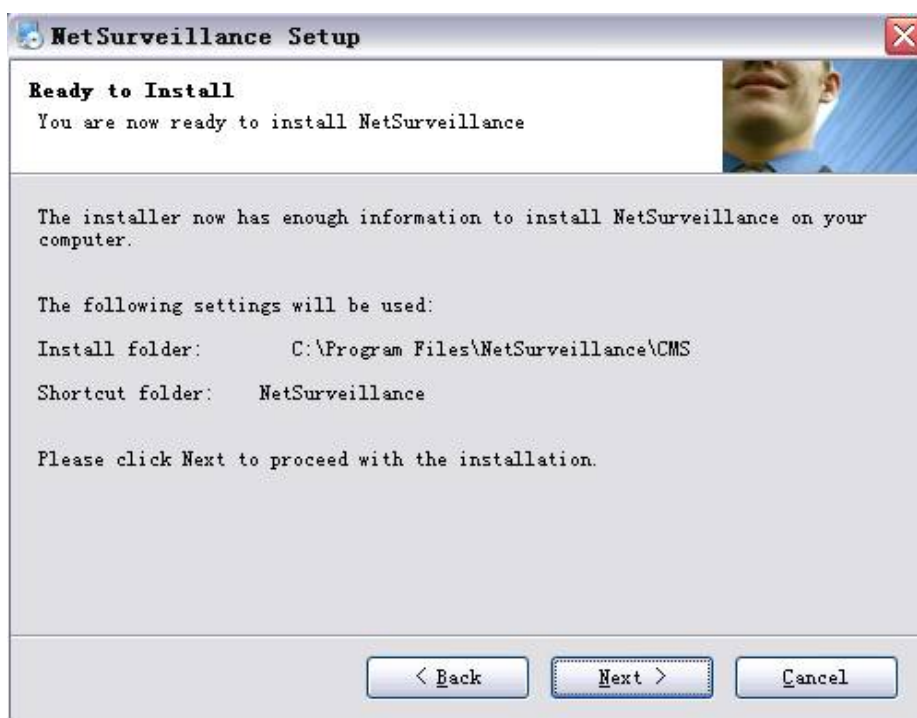 NetSurveillance Setup
Ready to Install
You are now ready to install NetSurveillance
The installer now has enough information to install NetSurveillance on your
computer.
The following settings will be used:
Install folder: C:\Program Files\NetSurveillance\CMS
Shortcut folder: NetSurveillance
Please click Next to proceed with the installation.
< Back Next > Cancel